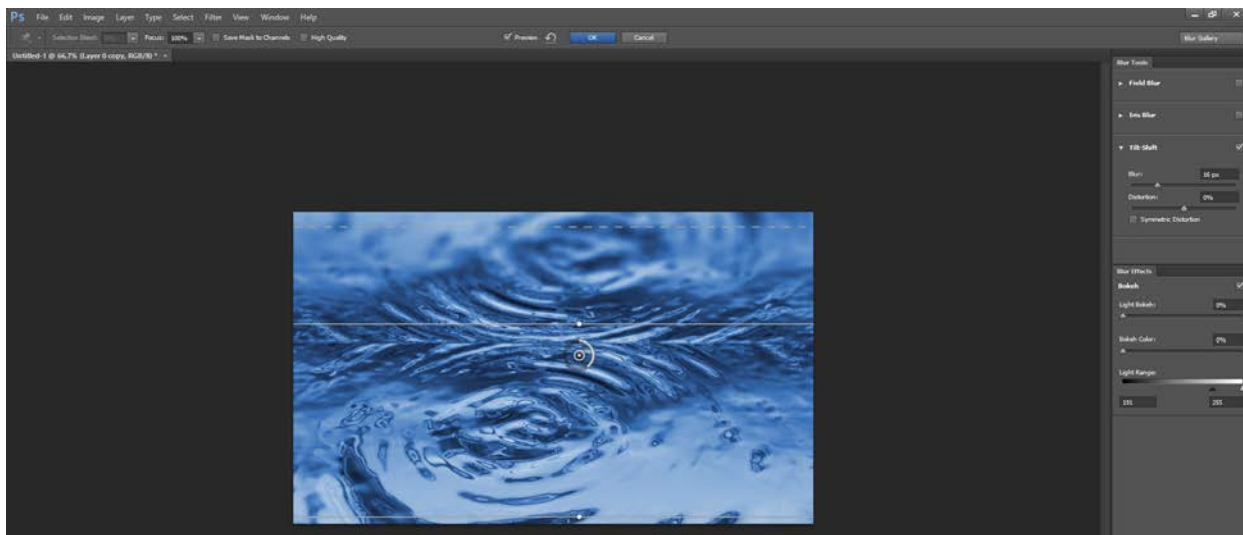 Ps File Edit Image Layer Type Select Filter View Window Help
Selection Bleed: Focus: 100% Save Mask to Channels High Quality Preview OK Cancel Blur Gallery
Untitled-1 @ 66.7% (Layer 0 copy, RGB/8) * ×
Blur Tools
Field Blur
Iris Blur
Tilt-Shift
Blur: 16 px
Distortion: 0%
Symmetric Distortion
Blur Effects
Bokeh
Light Bokeh: 0%
Bokeh Color: 0%
Light Range:
191 255